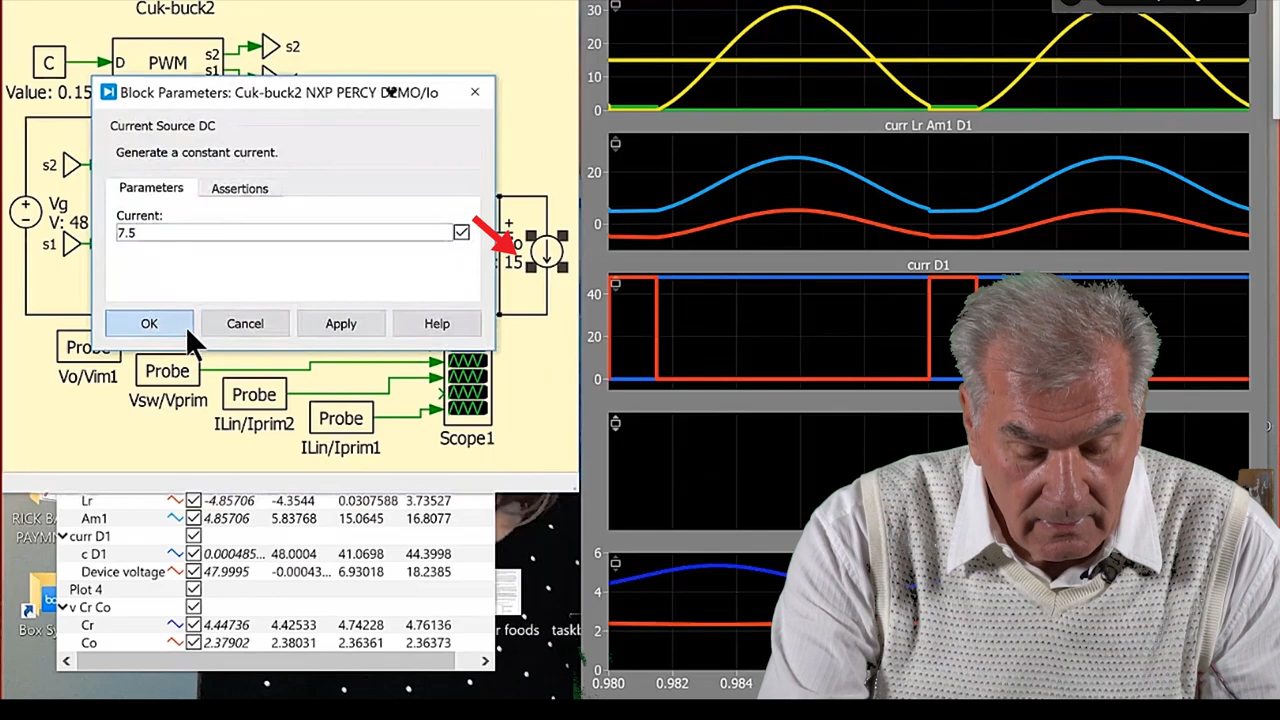 Cuk-buck2
C
D
PWM
s2
s1
s2
Value: 0.15
Block Parameters: Cuk-buck2 NXP PERCY DEMO/Io
Current Source DC
Generate a constant current.
Parameters
Assertions
Current:
7.5
OK
Cancel
Apply
Help
s2
Vg
V: 48
s1
+
: 15
Probe
Vo/Vim1
Probe
Vsw/Vprim
Probe
ILin/Iprim2
Probe
ILin/Iprim1
Scope1
Lr -4.85706 -4.3544 0.0307588 3.73527
Am1 4.85706 5.83768 15.0645 16.8077
curr D1
c D1 0.000485... 48.0004 41.0698 44.3998
Device voltage 47.9995 -0.00043... 6.93018 18.2385
Plot 4
v Cr Co
Cr 4.44736 4.42533 4.74228 4.76136
Co 2.37902 2.38031 2.36361 2.36373
Box Sy
r foods
taskb
30
20
10
0
curr Lr Am1 D1
20
0
curr D1
40
20
0
6
4
2
0
0.980
0.982
0.984